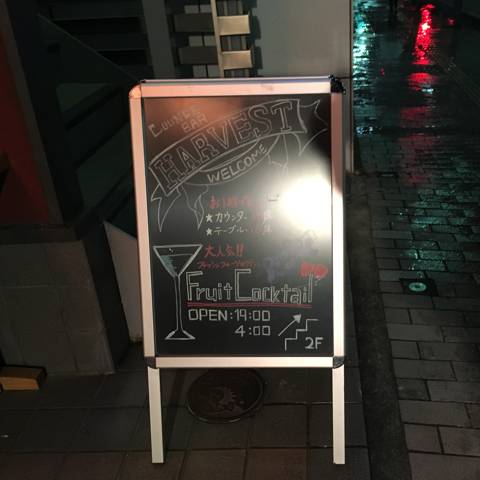 COUNTER BAR
HARVEST
WELCOME
★カウンター
★テーブル
大人気!!
Fruit Cocktail
OPEN:19:00
4:00
2F